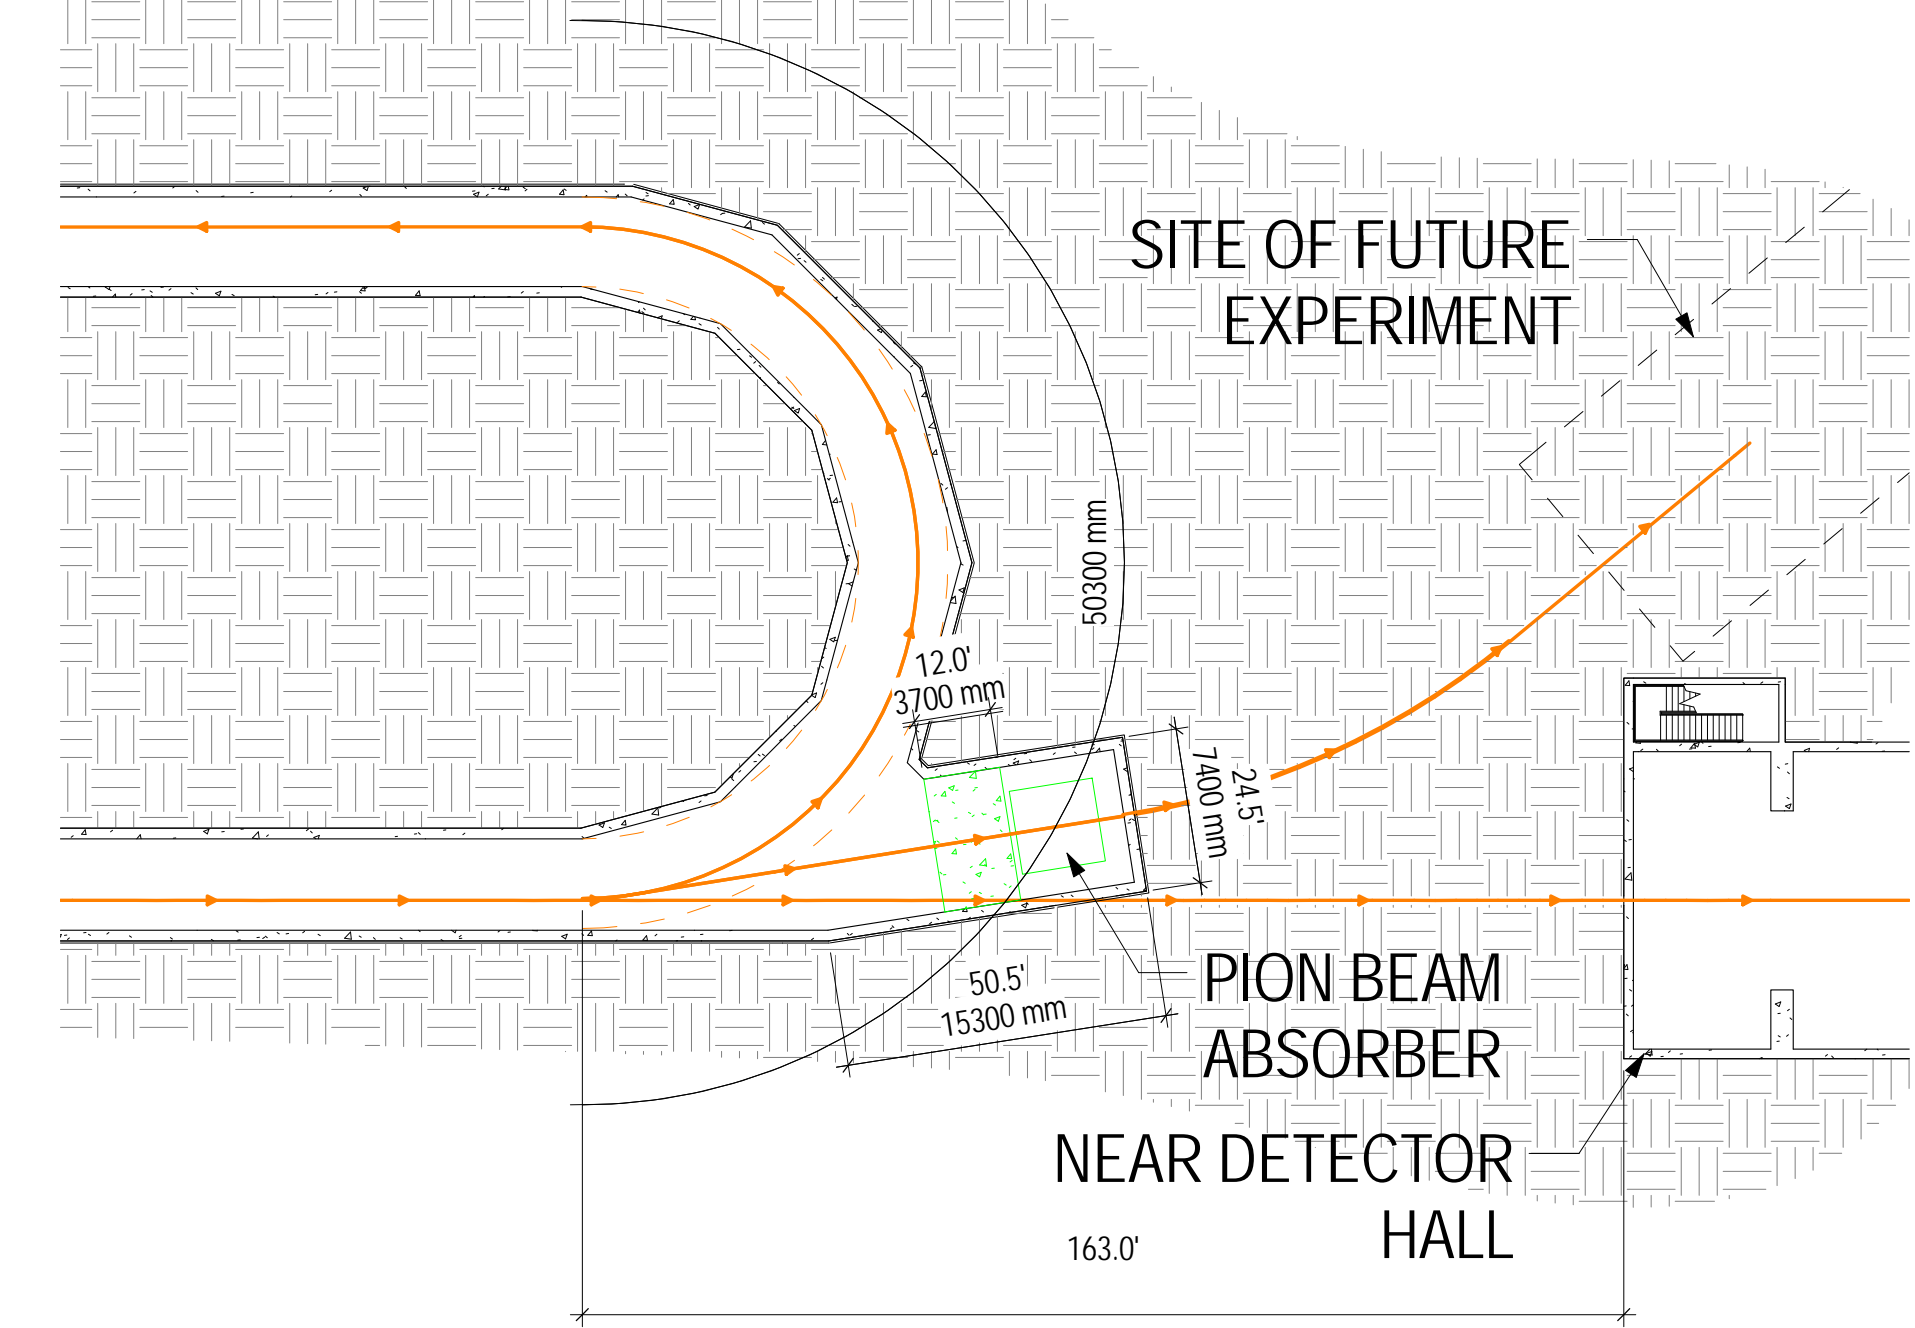 SITE OF FUTURE
EXPERIMENT
50300 mm
12.0'
3700 mm
24.5'
7400 mm
50.5'
15300 mm
PION BEAM
ABSORBER
NEAR DETECTOR
HALL
163.0'